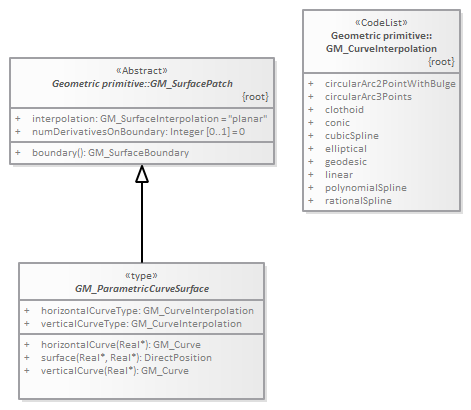 «Abstract»
Geometric primitive::GM_SurfacePatch
{root}
+ interpolation: GM_SurfaceInterpolation = "planar"
+ numDerivativesOnBoundary: Integer [0..1] = 0
+ boundary(): GM_SurfaceBoundary
«CodeList»
Geometric primitive::
GM_CurveInterpolation
{root}
+ circularArc2PointWithBulge
+ circularArc3Points
+ clothoid
+ conic
+ cubicSpline
+ elliptical
+ geodesic
+ linear
+ polynomialSpline
+ rationalSpline
«type»
GM_ParametricCurveSurface
+ horizontalCurveType: GM_CurveInterpolation
+ verticalCurveType: GM_CurveInterpolation
+ horizontalCurve(Real*): GM_Curve
+ surface(Real*, Real*): DirectPosition
+ verticalCurve(Real*): GM_Curve